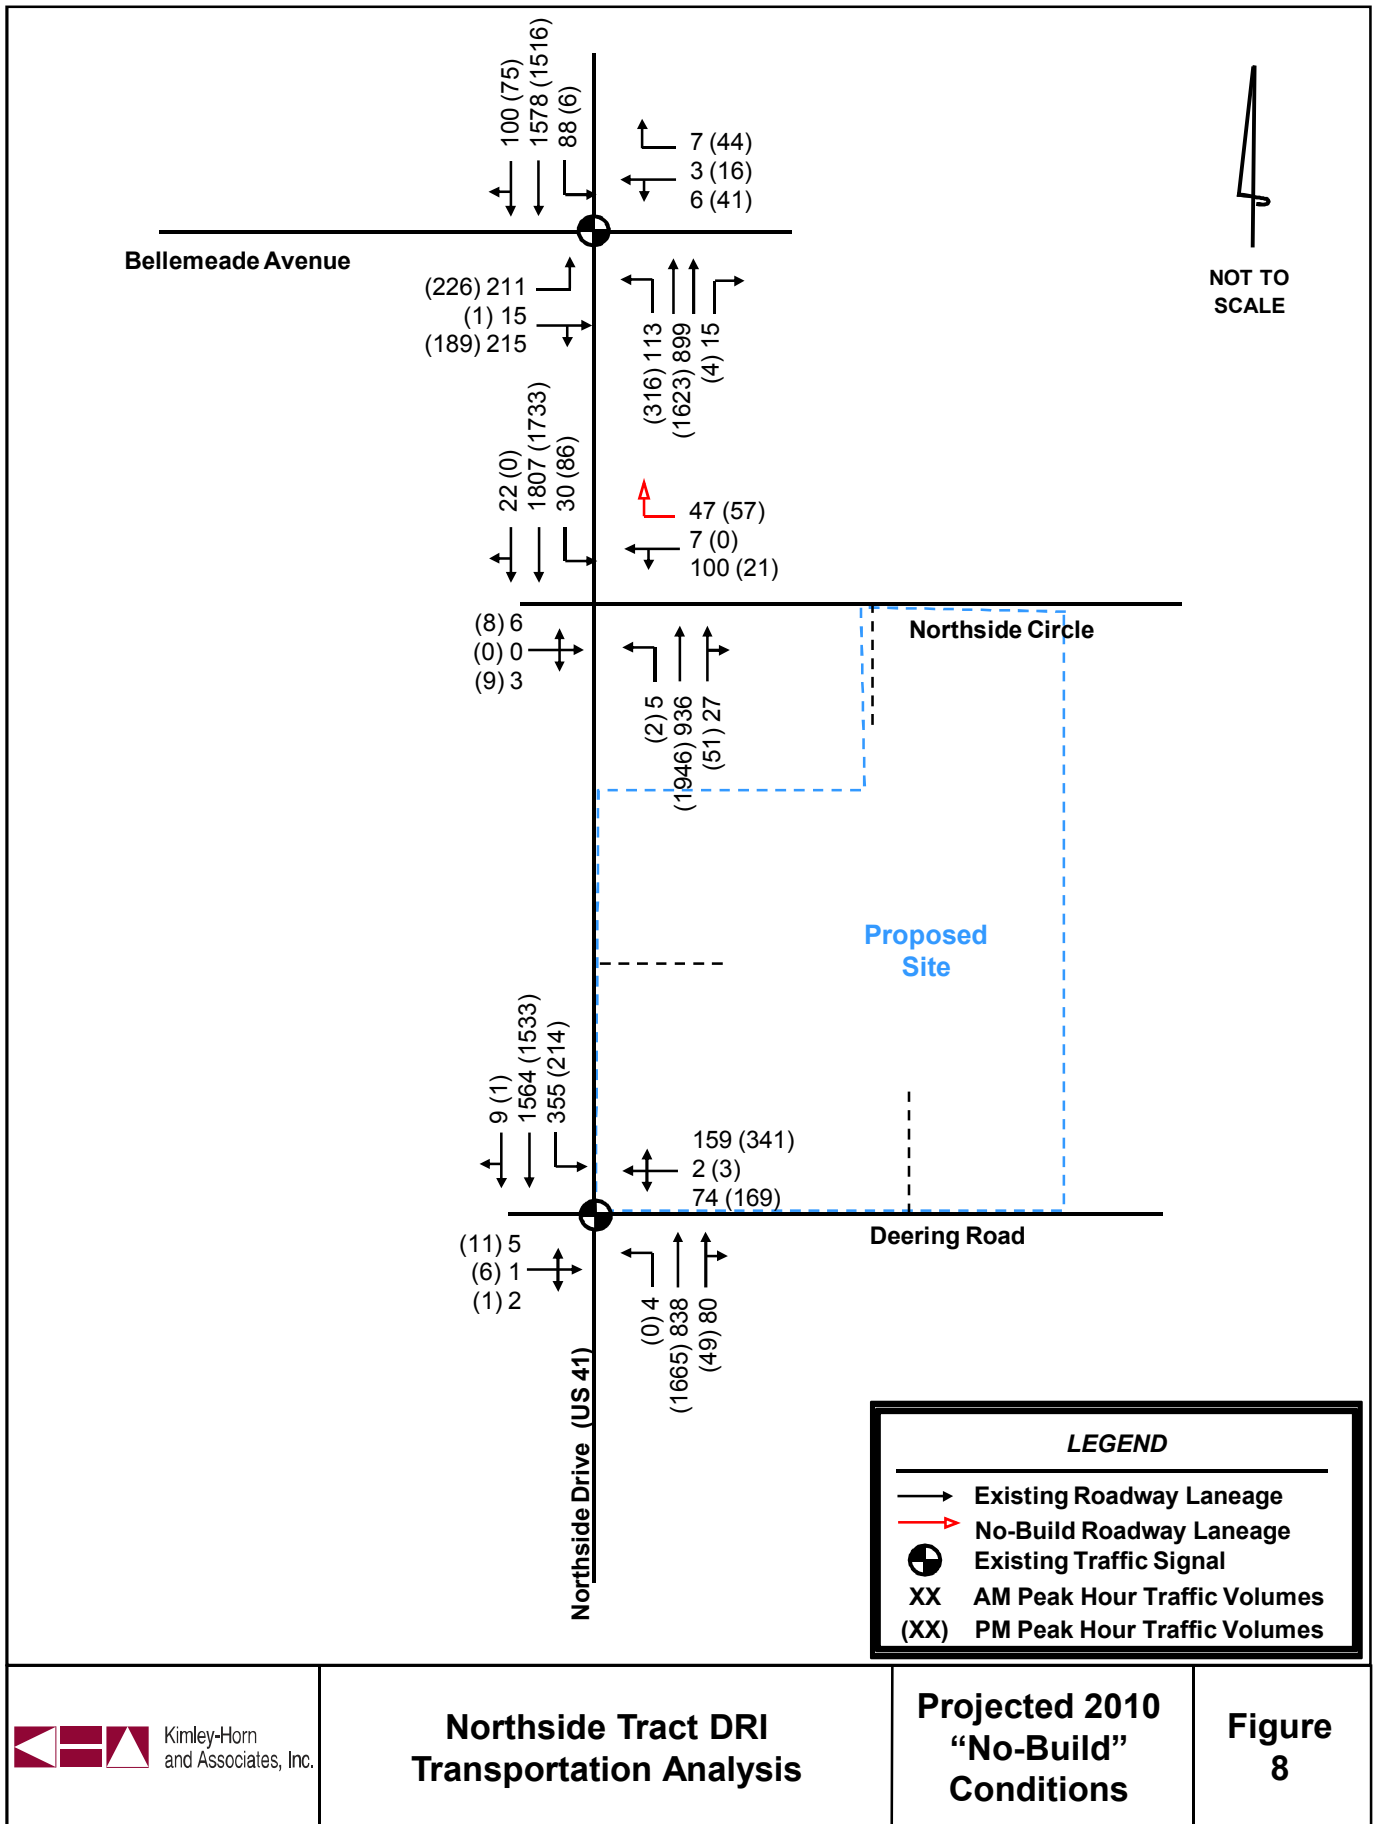 100 (75)
1578 (1516)
88 (6)
7 (44)
3 (16)
6 (41)
Bellemeade Avenue
NOT TO
SCALE
(226) 211
(1) 15
(189) 215
(316) 113
(1623) 899
(4) 15
22 (0)
1807 (1733)
30 (86)
47 (57)
7 (0)
100 (21)
Northside Circle
(8) 6
(0) 0
(9) 3
(2) 5
(1946) 936
(51) 27
Proposed
Site
9 (1)
1564 (1533)
355 (214)
159 (341)
2 (3)
74 (169)
Deering Road
(11) 5
(6) 1
(1) 2
(0) 4
(1665) 838
(49) 80
Northside Drive (US 41)
LEGEND
Existing Roadway Laneage
No-Build Roadway Laneage
Existing Traffic Signal
XX AM Peak Hour Traffic Volumes
(XX) PM Peak Hour Traffic Volumes
Kimley-Horn
and Associates, Inc.
Northside Tract DRI
Transportation Analysis
Projected 2010
“No-Build”
Conditions
Figure
8